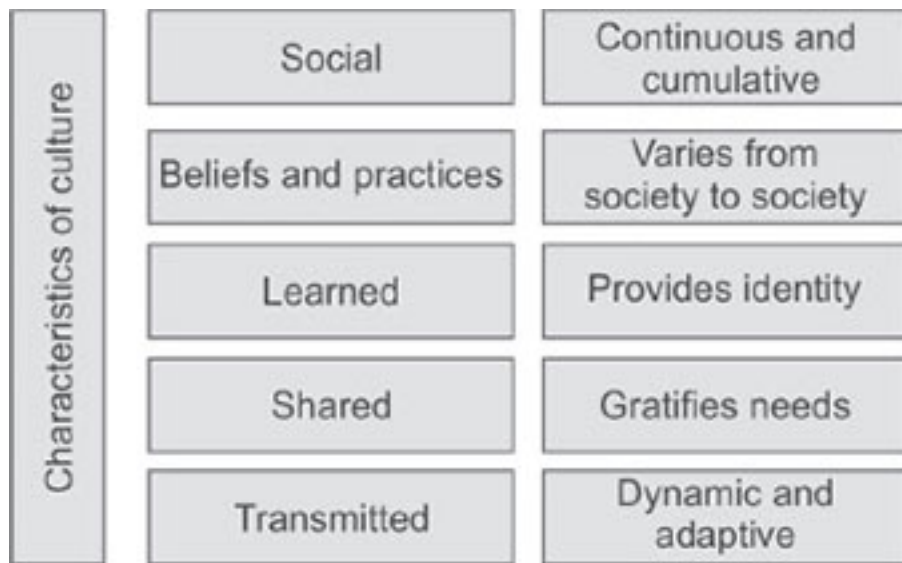 Characteristics of culture
Social
Continuous and
cumulative
Beliefs and practices
Varies from
society to society
Learned
Provides identity
Shared
Gratifies needs
Transmitted
Dynamic and
adaptive